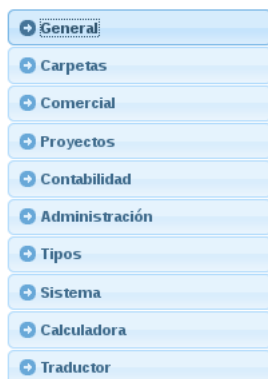 General
Carpetas
Comercial
Proyectos
Contabilidad
Administración
Tipos
Sistema
Calculadora
Traductor